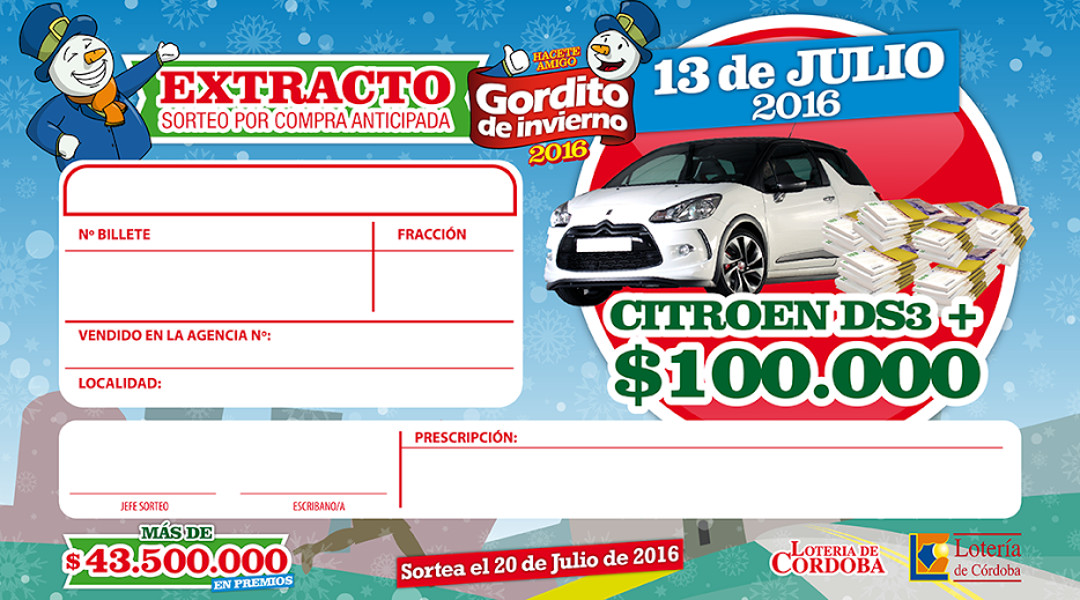 EXTRACTO
SORTEO POR COMPRA ANTICIPADA
HACETE
AMIGO
Gordito
de invierno
2016
13 de JULIO
2016
Nº BILLETE
FRACCIÓN
VENDIDO EN LA AGENCIA Nº:
LOCALIDAD:
CITROEN DS3 +
$100.000
PRESCRIPCIÓN:
JEFE SORTEO
ESCRIBANO/A
MÁS DE
$43.500.000
EN PREMIOS
Sortea el 20 de Julio de 2016
LOTERIA DE
CORDOBA
Lotería
de Córdoba